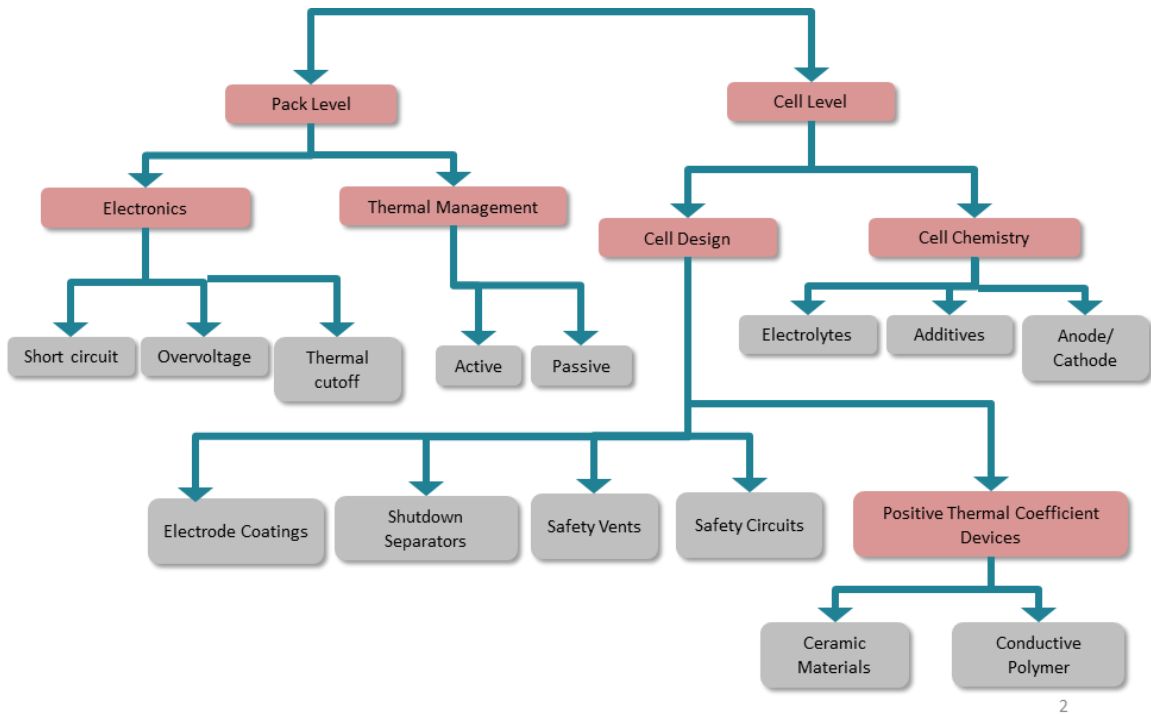 Pack Level
Cell Level
Electronics
Thermal Management
Cell Design
Cell Chemistry
Short circuit
Overvoltage
Thermal
cutoff
Active
Passive
Electrolytes
Additives
Anode/
Cathode
Electrode Coatings
Shutdown
Separators
Safety Vents
Safety Circuits
Positive Thermal Coefficient
Devices
Ceramic
Materials
Conductive
Polymer
2